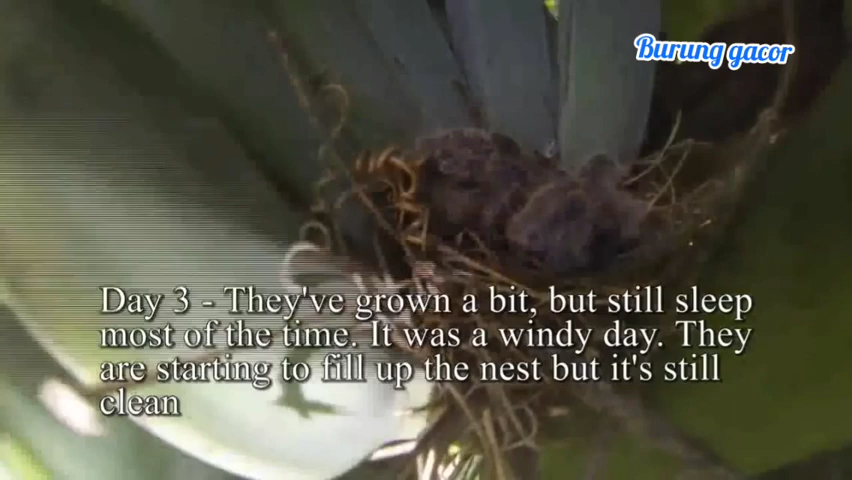 Burung gacor
Day 3 - They've grown a bit, but still sleep
most of the time. It was a windy day. They
are starting to fill up the nest but it's still
clean